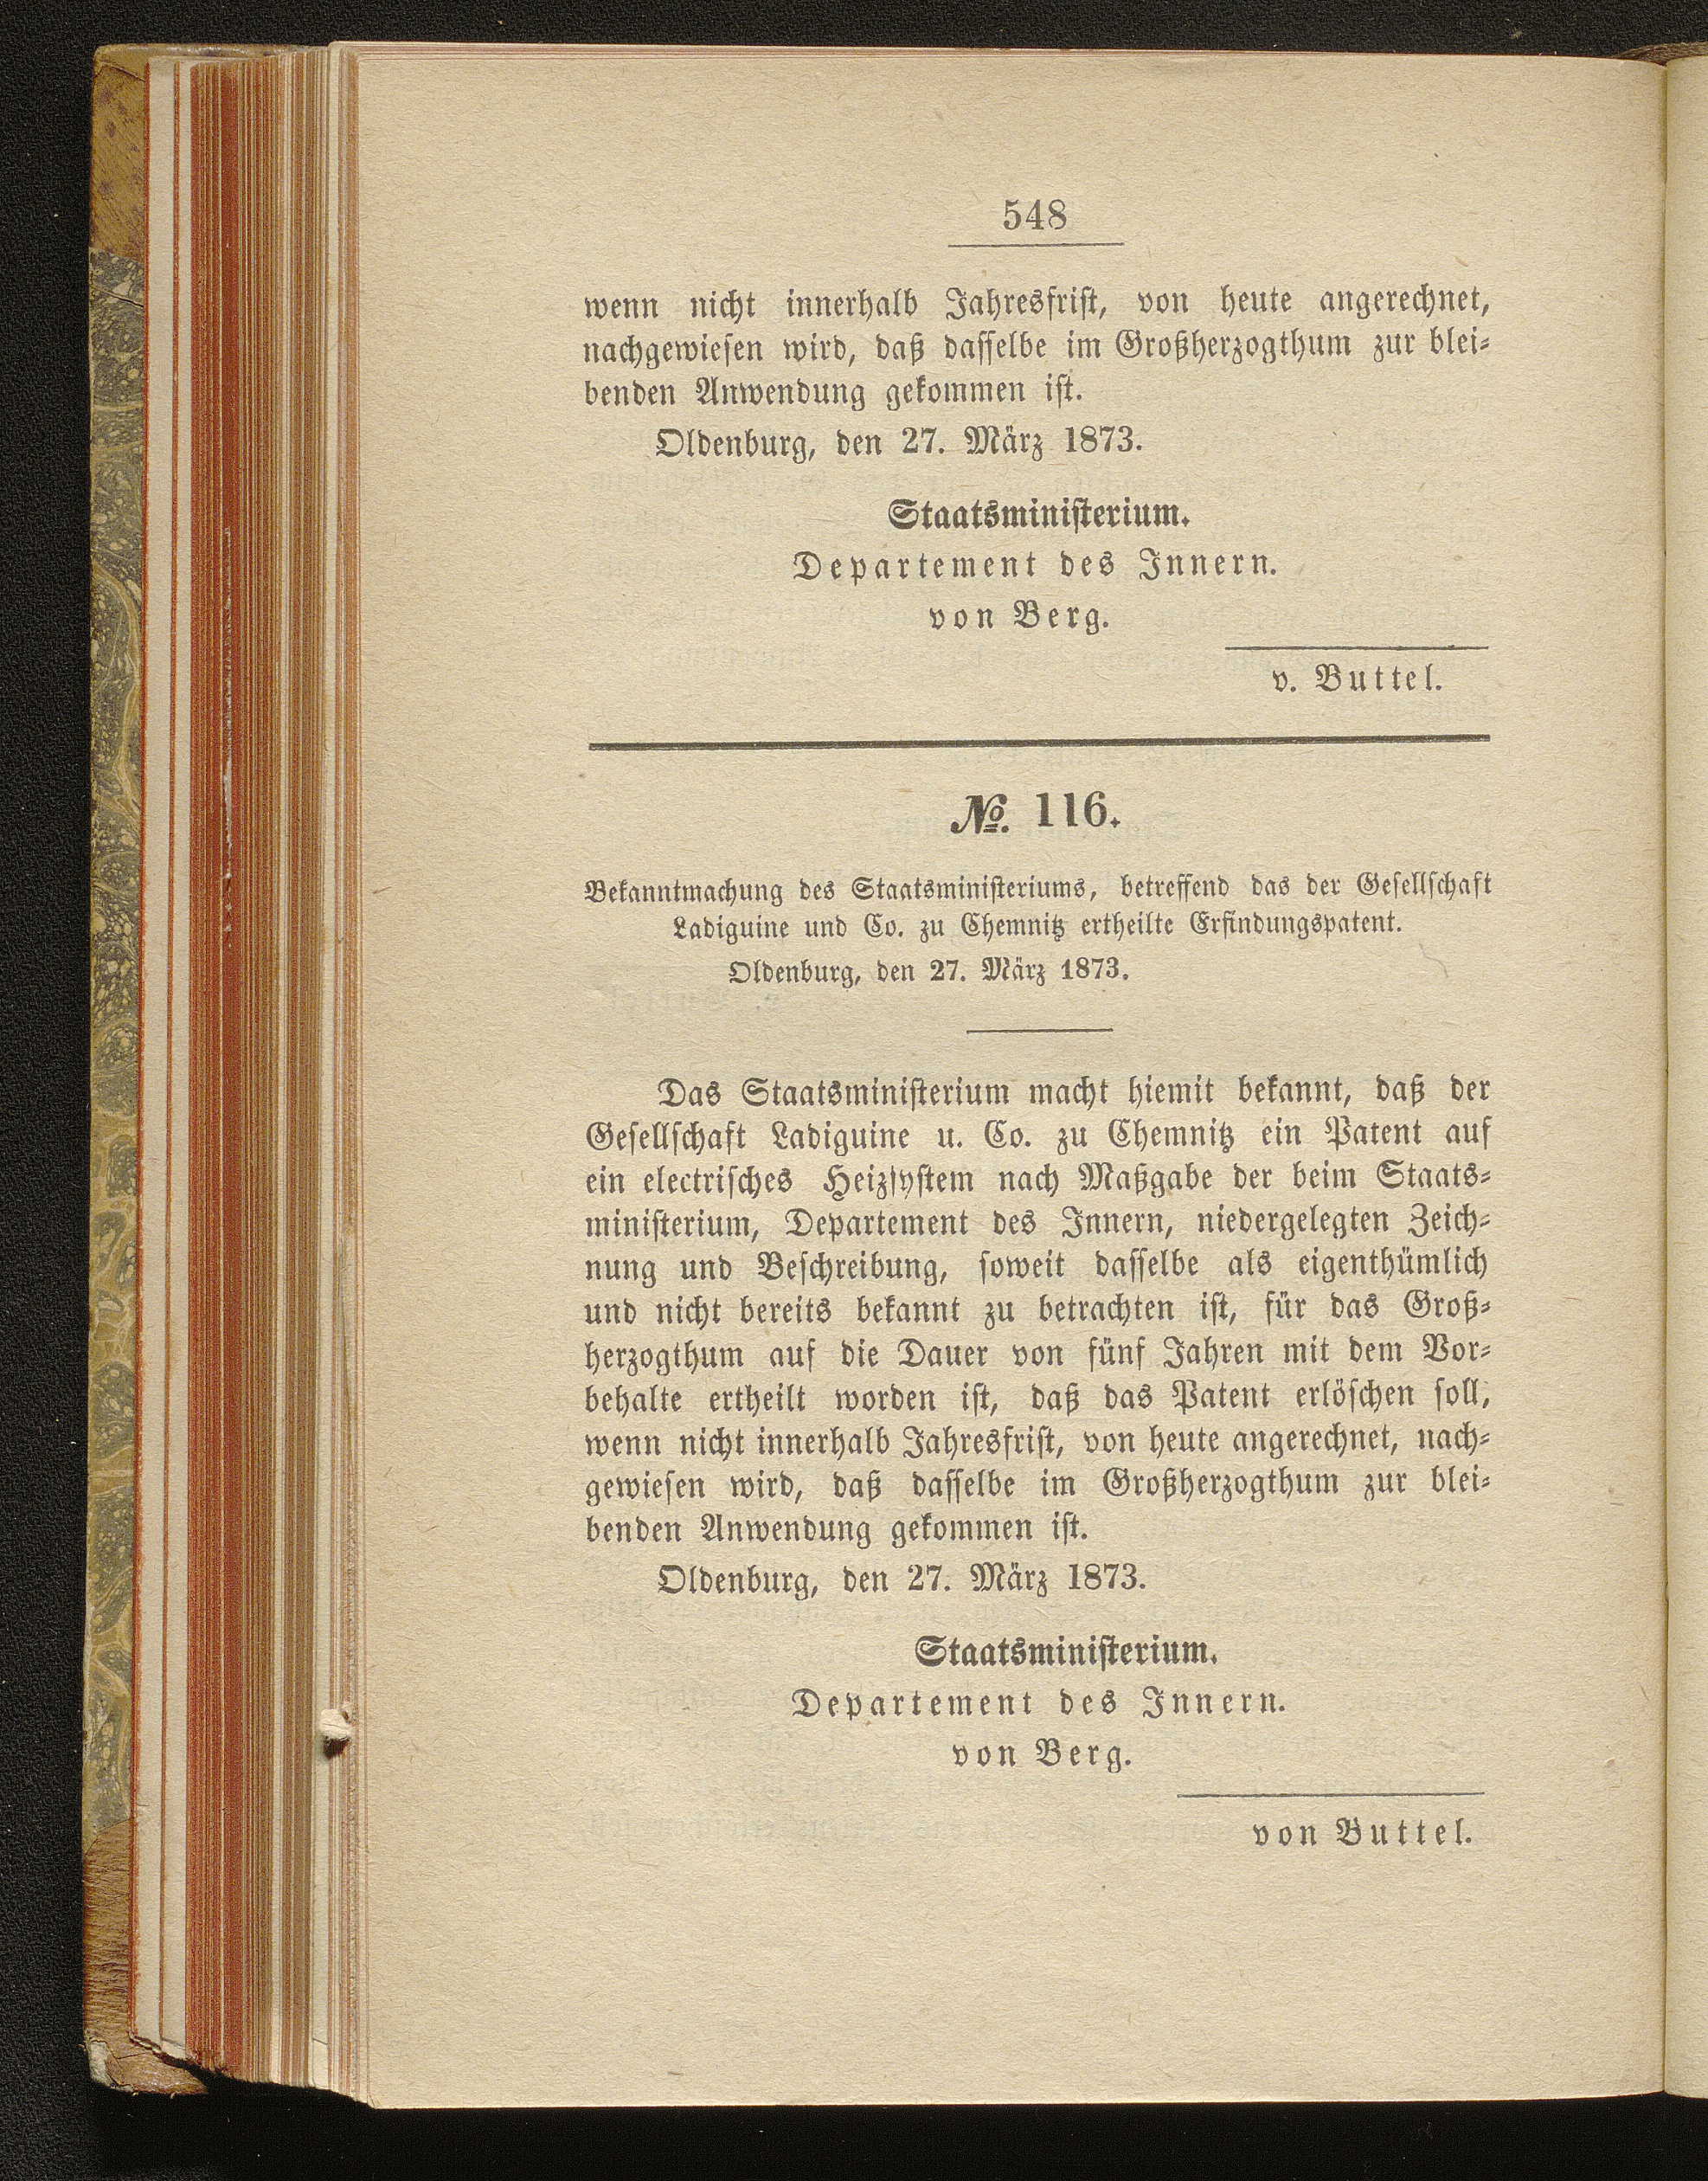 548
wenn nicht innerhalb Jahresfrist, von heute angerechnet,
nachgewiesen wird, daß dasselbe im Großherzogthum zur blei-
benden Anwendung gekommen ist.
Oldenburg, den 27. März 1873.
Staatsministerium.
Departement des Innern.
von Berg.
v. Buttel.
№. 116.
Bekanntmachung des Staatsministeriums, betreffend das der Gesellschaft
Ladiguine und Co. zu Chemnitz ertheilte Erfindungspatent.
Oldenburg, den 27. März 1873.
Das Staatsministerium macht hiemit bekannt, daß der
Gesellschaft Ladiguine u. Co. zu Chemnitz ein Patent auf
ein electrisches Heizsystem nach Maßgabe der beim Staats-
ministerium, Departement des Innern, niedergelegten Zeich-
nung und Beschreibung, soweit dasselbe als eigenthümlich
und nicht bereits bekannt zu betrachten ist, für das Groß-
herzogthum auf die Dauer von fünf Jahren mit dem Vor-
behalte ertheilt worden ist, daß das Patent erlöschen soll,
wenn nicht innerhalb Jahresfrist, von heute angerechnet, nach-
gewiesen wird, daß dasselbe im Großherzogthum zur blei-
benden Anwendung gekommen ist.
Oldenburg, den 27. März 1873.
Staatsministerium.
Departement des Innern.
von Berg.
von Buttel.